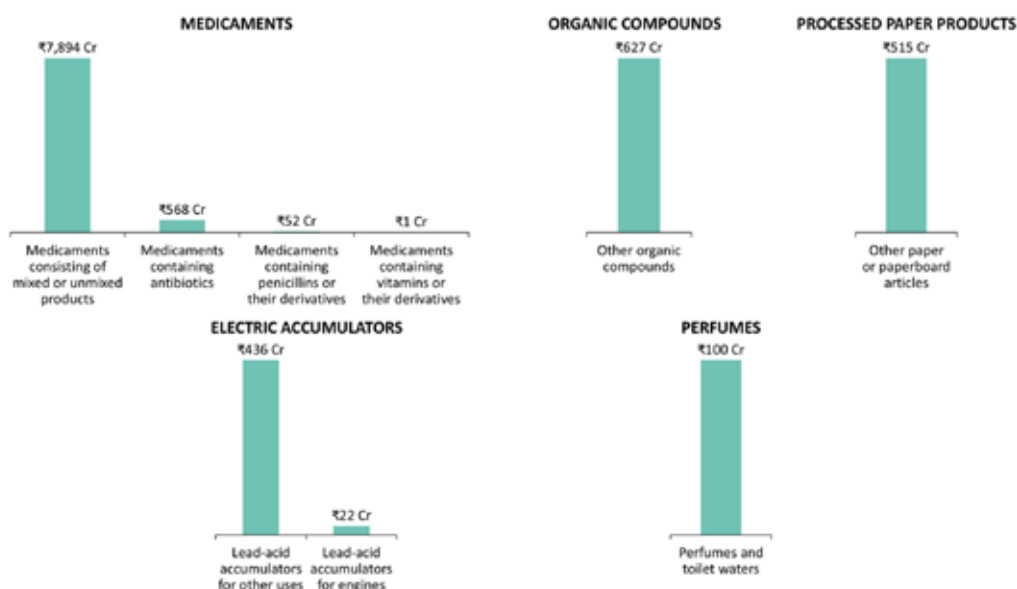 MEDICAMENTS
₹7,894 Cr
₹568 Cr
₹52 Cr
₹1 Cr
Medicaments
consisting of
mixed or unmixed
products
Medicaments
containing
antibiotics
Medicaments
containing
penicillins or
their derivatives
Medicaments
containing
vitamins or
their derivatives
ORGANIC COMPOUNDS
₹627 Cr
Other organic
compounds
PROCESSED PAPER PRODUCTS
₹515 Cr
Other paper
or paperboard
articles
ELECTRIC ACCUMULATORS
₹436 Cr
₹22 Cr
Lead-acid
accumulators
for other uses
Lead-acid
accumulators
for engines
PERFUMES
₹100 Cr
Perfumes and
toilet waters